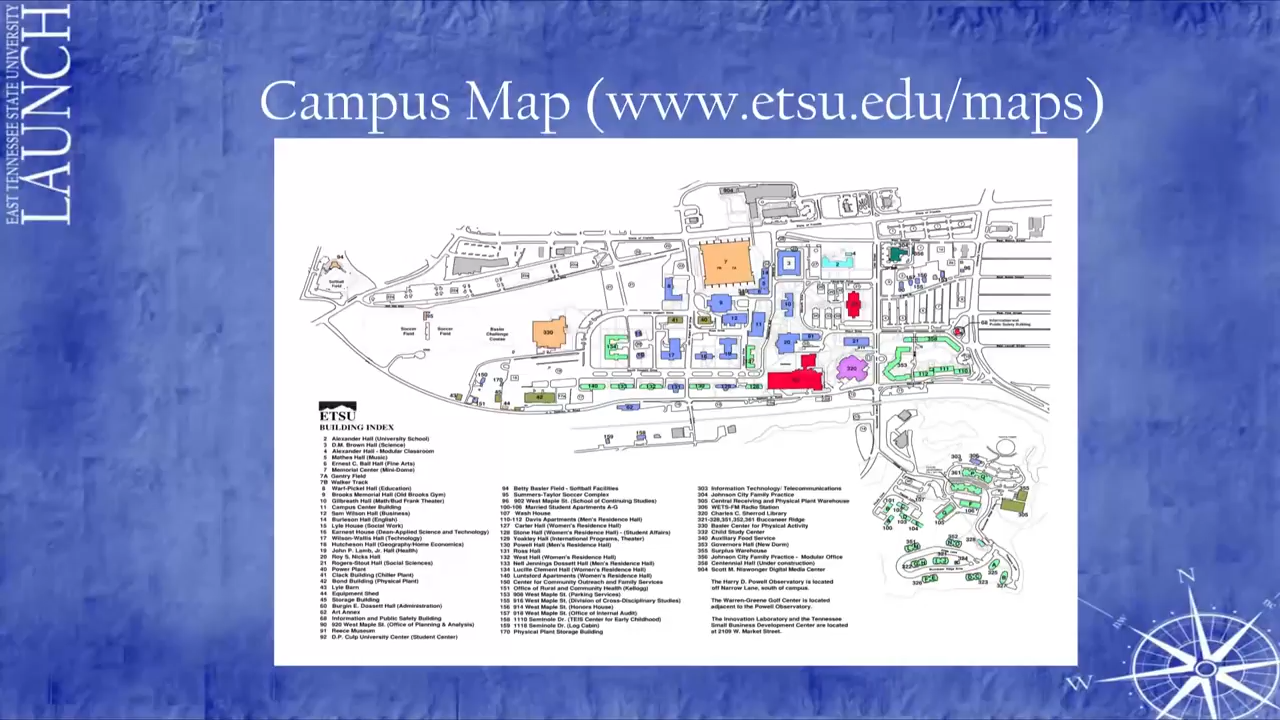 EAST TENNESSEE STATE UNIVERSITY
LAUNCH
Campus Map (www.etsu.edu/maps)
Softball
Field
Soccer
Field
Soccer
Field
Basler
Challenge
Course
ETSU
BUILDING INDEX
2 Alexander Hall (University School)
3 D.M. Brown Hall (Science)
4 Alexander Hall - Modular Classroom
5 Mathes Hall (Music)
6 Ernest C. Ball Hall (Fine Arts)
7 Memorial Center (Mini-Dome)
7A Gantry Field
7B Walker Track
8 Warf-Pickel Hall (Education)
9 Brooks Memorial Hall (Old Brooks Gym)
10 Gilbreath Hall (Math/Bud Frank Theater)
11 Campus Center Building
12 Sam Wilson Hall (Business)
14 Burleson Hall (English)
15 Lyle House (Social Work)
16 Ernest House (Dean-Applied Science and Technology)
17 Wilson-Wallis Hall (Technology)
18 Hutcheson Hall (Geography/Home Economics)
19 John P. Lamb, Jr. Hall (Health)
20 Roy S. Nicks Hall
21 Rogers-Stout Hall (Social Sciences)
40 Power Plant
41 Clack Building (Chiller Plant)
42 Bond Building (Physical Plant)
43 Lyle Barn
44 Equipment Shed
45 Storage Building
60 Burgin E. Dossett Hall (Administration)
62 Art Annex
68 Information and Public Safety Building
90 920 West Maple St. (Office of Planning & Analysis)
91 Reece Museum
92 D.P. Culp University Center (Student Center)
94 Betty Basler Field - Softball Facilities
95 Summers-Taylor Soccer Complex
96 902 West Maple St. (School of Continuing Studies)
100-106 Married Student Apartments A-G
107 Wash House
110-112 Davis Apartments (Men's Residence Hall)
127 Carter Hall (Women's Residence Hall)
128 Stone Hall (Women's Residence Hall) (Student Affairs)
129 Yoakley Hall (International Programs, Theater)
130 Powell Hall (Men's Residence Hall)
131 Ross Hall
132 West Hall (Women's Residence Hall)
133 Nell Jennings Dossett Hall (Men's Residence Hall)
134 Lucille Clement Hall (Women's Residence Hall)
140 Luntsford Apartments (Women's Residence Hall)
150 Center for Community Outreach and Family Services
151 Office of Rural and Community Health (Kellogg)
153 908 West Maple St. (Parking Services)
155 916 West Maple St. (Division of Cross-Disciplinary Studies)
156 914 West Maple St. (Honors House)
157 918 West Maple St. (Office of Internal Audit)
158 1110 Seminole Dr. (TEIS Center for Early Childhood)
159 1118 Seminole Dr. (Log Cabin)
170 Physical Plant Storage Building
303 Information Technology/ Telecommunications
304 Johnson City Family Practice
305 Central Receiving and Physical Plant Warehouse
306 WETS-FM Radio Station
320 Charles C. Sherrod Library
321-328,351,352,361 Buccaneer Ridge
330 Basler Center for Physical Activity
332 Child Study Center
340 Auxiliary Food Service
353 Governors Hall (New Dorm)
355 Surplus Warehouse
356 Johnson City Family Practice - Modular Office
358 Centennial Hall (Under construction)
904 Scott M. Niswonger Digital Media Center
The Harry D. Powell Observatory is located
off Narrow Lane, south of campus.
The Warren-Greene Golf Center is located
adjacent to the Powell Observatory.
The Innovation Laboratory and the Tennessee
Small Business Development Center are located
at 2109 W. Market Street.
N
W